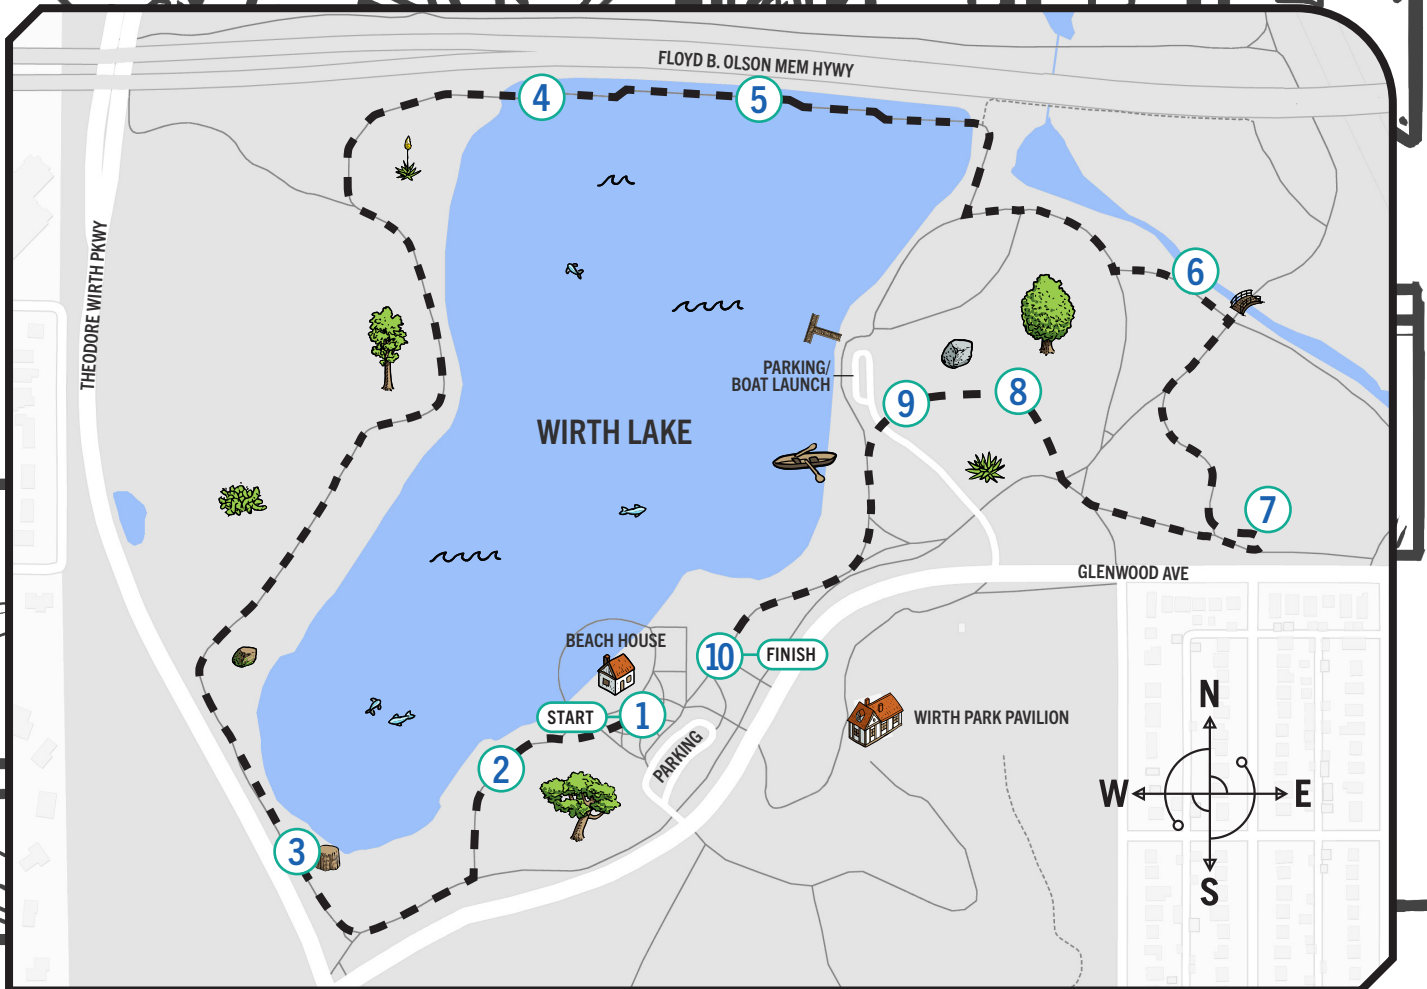 FLOYD B. OLSON MEM HYWY
4
5
THEODORE WIRTH PKWY
6
PARKING/
BOAT LAUNCH
9
8
WIRTH LAKE
7
GLENWOOD AVE
BEACH HOUSE
10
FINISH
START
1
PARKING
WIRTH PARK PAVILION
2
3
N
W
E
S